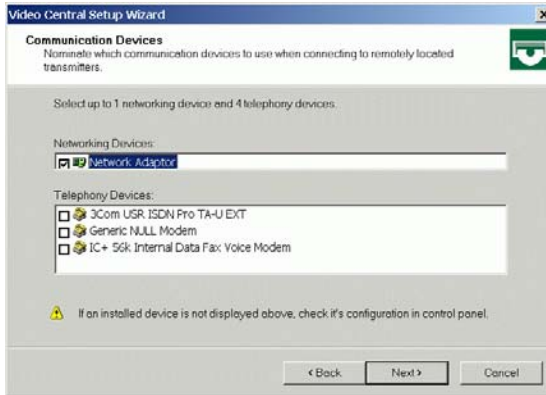 Video Central Setup Wizard
Communication Devices
Nominate which communication devices to use when connecting to remotely located
transmitters.
Select up to 1 networking device and 4 telephony devices.
Networking Devices:
Network Adaptor
Telephony Devices:
3Com USR ISDN Pro TA-U EXT
Generic NULL Modem
IC+ 56k Internal Data Fax Voice Modem
If an installed device is not displayed above, check it's configuration in control panel.
< Back Next > Cancel